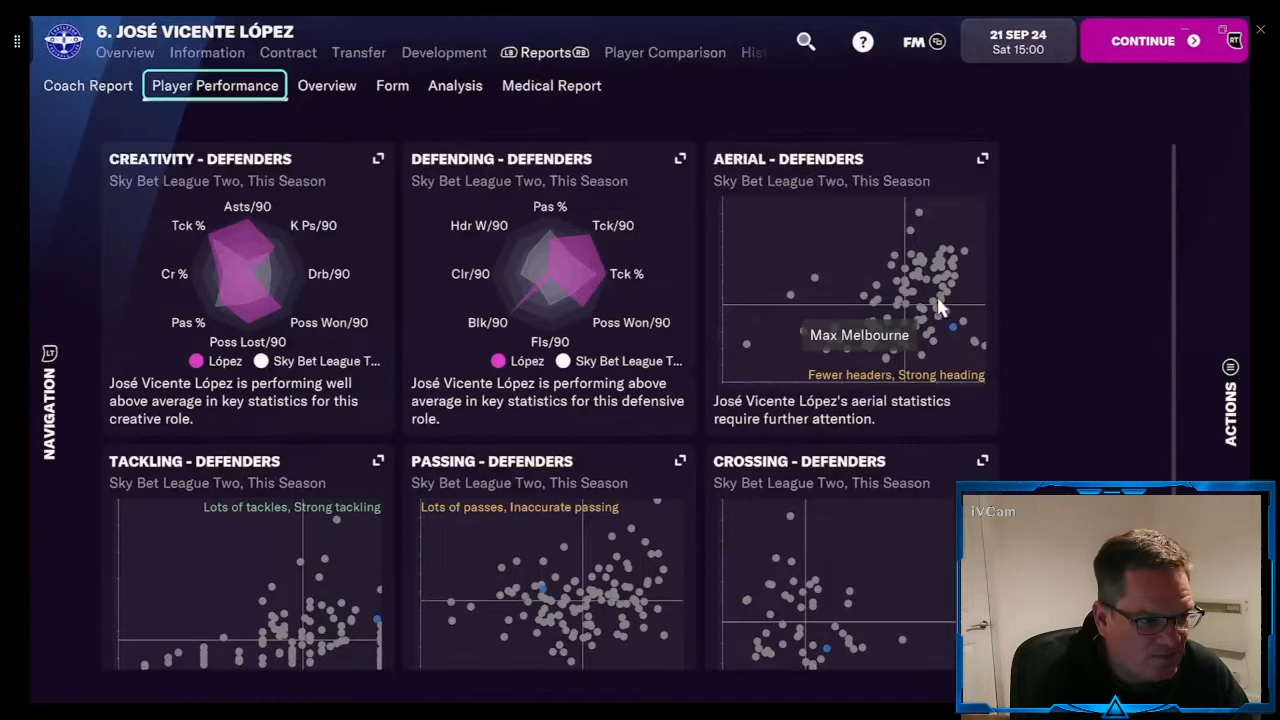 6. JOSÉ VICENTE LÓPEZ
Overview Information Contract Transfer Development LB Reports RB Player Comparison Hist
FM
21 SEP 24
Sat 15:00
CONTINUE
RT
Coach Report Player Performance Overview Form Analysis Medical Report
LT
NAVIGATION
ACTIONS
CREATIVITY - DEFENDERS
Sky Bet League Two, This Season
Asts/90
Tck %
K Ps/90
Cr %
Drb/90
Pas %
Poss Won/90
Poss Lost/90
López
Sky Bet League T...
José Vicente López is performing well
above average in key statistics for this
creative role.
DEFENDING - DEFENDERS
Sky Bet League Two, This Season
Pas %
Hdr W/90
Tck/90
Clr/90
Tck %
Blk/90
Poss Won/90
Fls/90
López
Sky Bet League T...
José Vicente López is performing above
average in key statistics for this defensive
role.
AERIAL - DEFENDERS
Sky Bet League Two, This Season
Max Melbourne
Fewer headers, Strong heading
José Vicente López's aerial statistics
require further attention.
TACKLING - DEFENDERS
Sky Bet League Two, This Season
Lots of tackles, Strong tackling
PASSING - DEFENDERS
Sky Bet League Two, This Season
Lots of passes, Inaccurate passing
CROSSING - DEFENDERS
Sky Bet League Two, This Season
iVCam